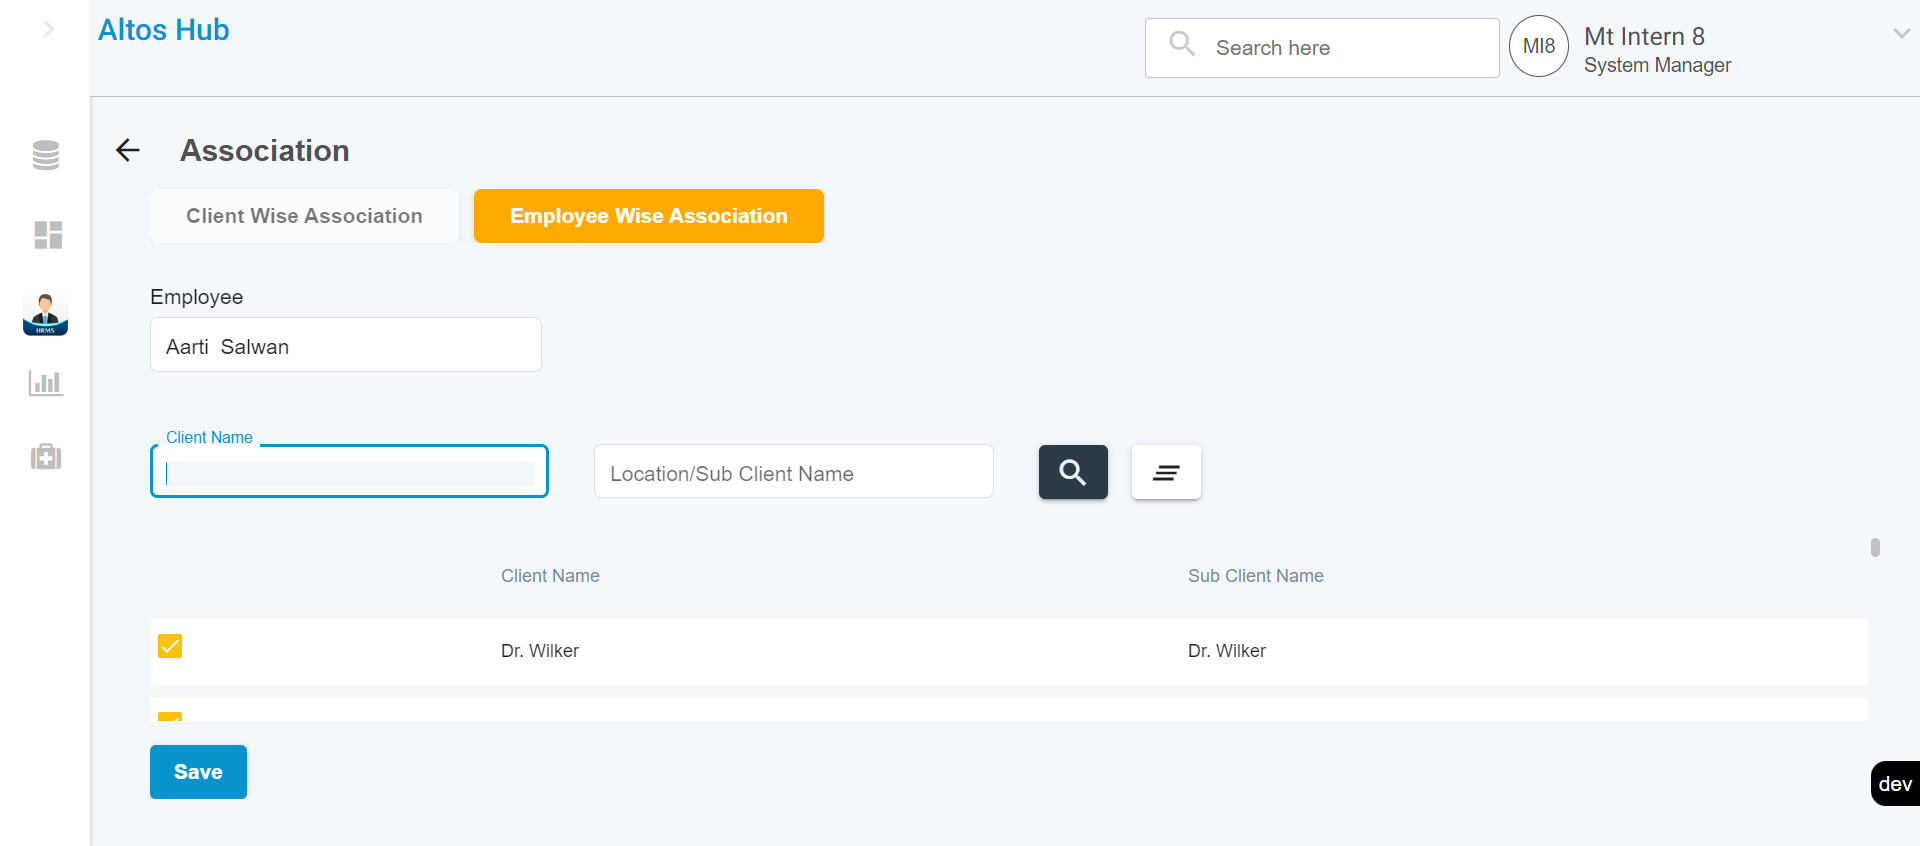 Altos Hub
Search here
MI8
Mt Intern 8
System Manager
Association
Client Wise Association
Employee Wise Association
Employee
HRMS
Aarti  Salwan
Client Name
Location/Sub Client Name
Client Name
Sub Client Name
Dr. Wilker
Dr. Wilker
Save
dev